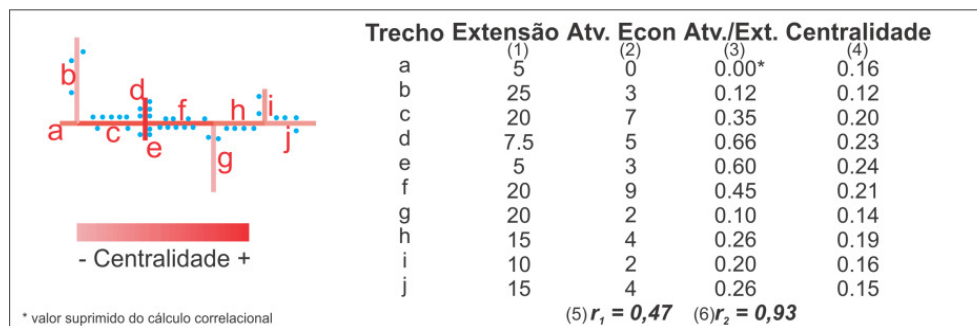 Trecho Extensão Atv. Econ Atv./Ext. Centralidade
(1) (2) (3) (4)
a 5 0 0.00* 0.16
b 25 3 0.12 0.12
c 20 7 0.35 0.20
d 7.5 5 0.66 0.23
e 5 3 0.60 0.24
f 20 9 0.45 0.21
g 20 2 0.10 0.14
h 15 4 0.26 0.19
i 10 2 0.20 0.16
j 15 4 0.26 0.15
(5) r₁ = 0,47 (6) r₂ = 0,93
b d f h i
a c e g j
- Centralidade +
* valor suprimido do cálculo correlacional